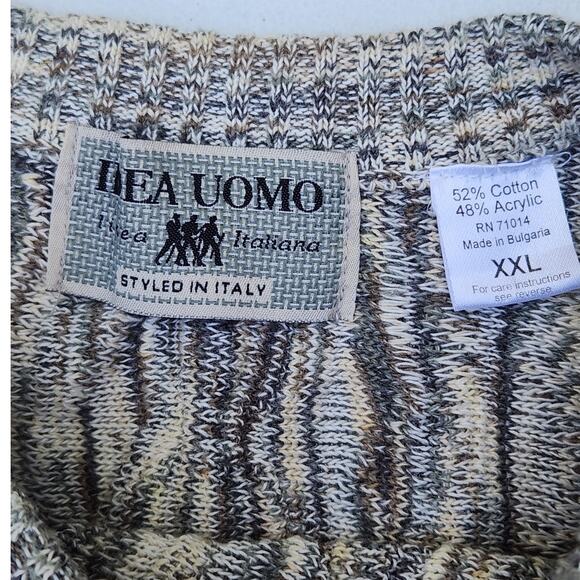 IDEA UOMO
Linea Italiana
STYLED IN ITALY
52% Cotton
48% Acrylic
RN 71014
Made in Bulgaria
XXL
For care instructions
see reverse